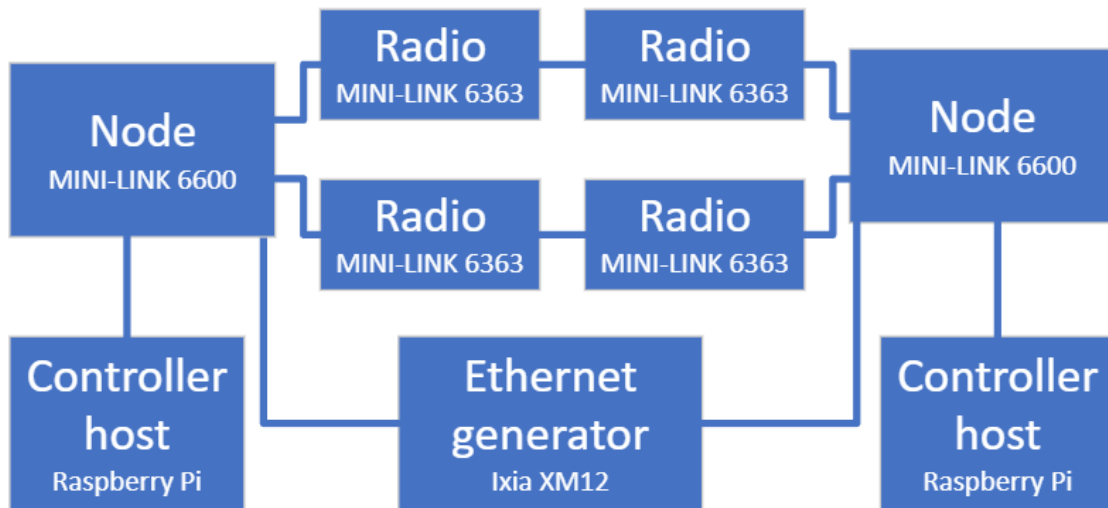 Radio
MINI-LINK 6363
Radio
MINI-LINK 6363
Node
MINI-LINK 6600
Node
MINI-LINK 6600
Radio
MINI-LINK 6363
Radio
MINI-LINK 6363
Controller
host
Raspberry Pi
Ethernet
generator
Ixia XM12
Controller
host
Raspberry Pi